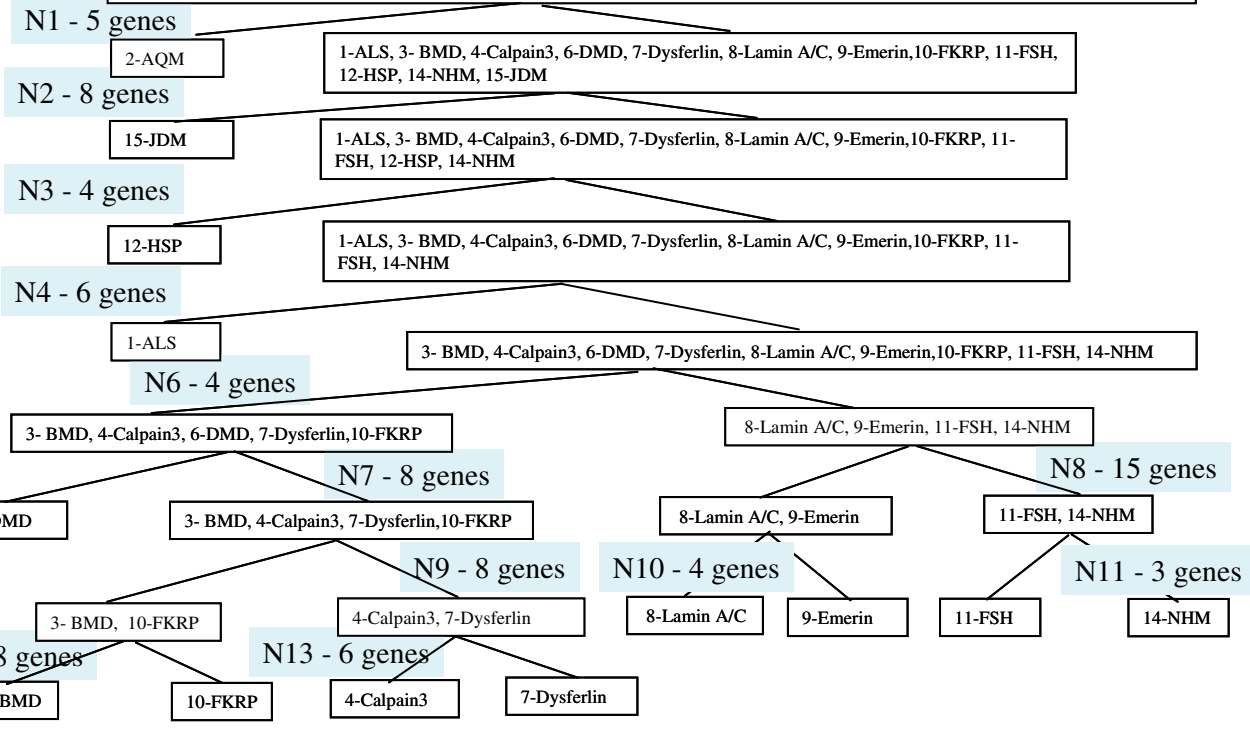 N1 - 5 genes
2-AQM
1-ALS, 3- BMD, 4-Calpain3, 6-DMD, 7-Dysferlin, 8-Lamin A/C, 9-Emerin,10-FKRP, 11-FSH,
12-HSP, 14-NHM, 15-JDM
N2 - 8 genes
15-JDM
1-ALS, 3- BMD, 4-Calpain3, 6-DMD, 7-Dysferlin, 8-Lamin A/C, 9-Emerin,10-FKRP, 11-
FSH, 12-HSP, 14-NHM
N3 - 4 genes
12-HSP
1-ALS, 3- BMD, 4-Calpain3, 6-DMD, 7-Dysferlin, 8-Lamin A/C, 9-Emerin,10-FKRP, 11-
FSH, 14-NHM
N4 - 6 genes
1-ALS
3- BMD, 4-Calpain3, 6-DMD, 7-Dysferlin, 8-Lamin A/C, 9-Emerin,10-FKRP, 11-FSH, 14-NHM
N6 - 4 genes
3- BMD, 4-Calpain3, 6-DMD, 7-Dysferlin,10-FKRP
8-Lamin A/C, 9-Emerin, 11-FSH, 14-NHM
N7 - 8 genes
N8 - 15 genes
MD
3- BMD, 4-Calpain3, 7-Dysferlin,10-FKRP
8-Lamin A/C, 9-Emerin
11-FSH, 14-NHM
N9 - 8 genes
N10 - 4 genes
N11 - 3 genes
3- BMD, 10-FKRP
4-Calpain3, 7-Dysferlin
8-Lamin A/C
9-Emerin
11-FSH
14-NHM
8 genes
N13 - 6 genes
BMD
10-FKRP
4-Calpain3
7-Dysferlin